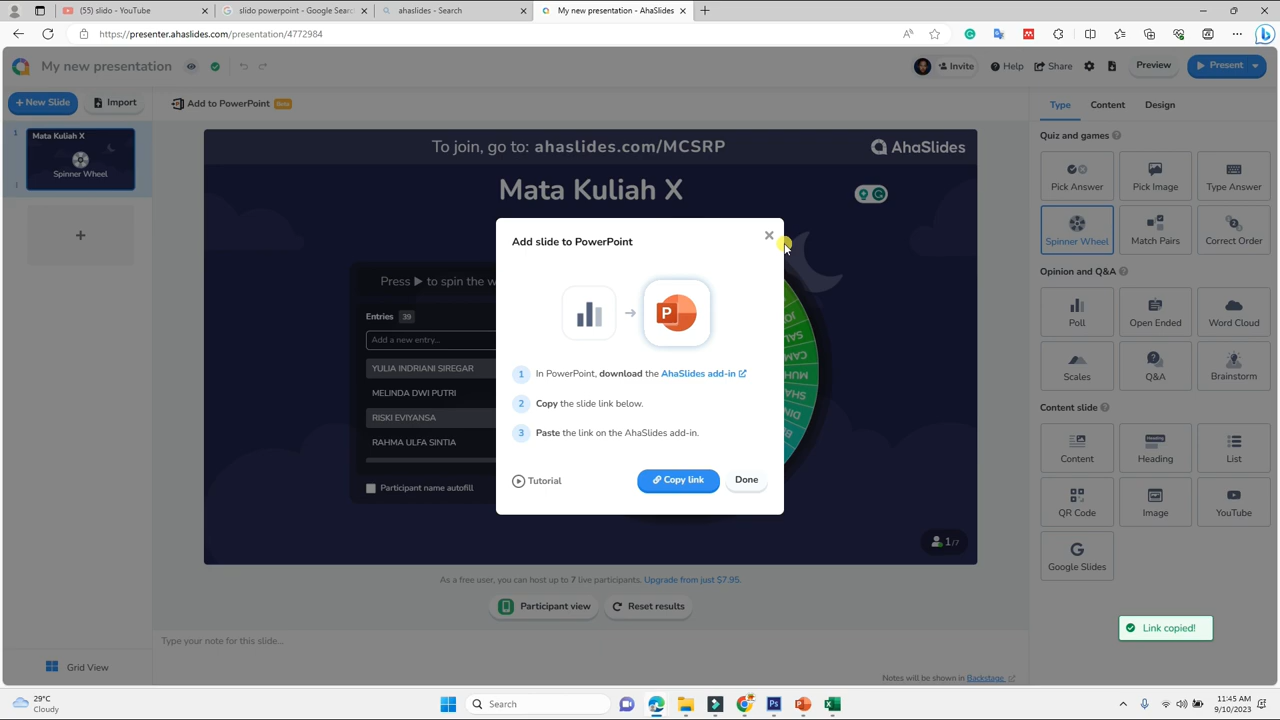 (55) slido - YouTube
slido powerpoint - Google Search
ahaslides - Search
My new presentation - AhaSlides
https://presenter.ahaslides.com/presentation/4772984
My new presentation
Invite
Help
Share
Preview
Present
+ New Slide
Import
Add to PowerPoint Beta
Type
Content
Design
1
Mata Kuliah X
Spinner Wheel
To join, go to: ahaslides.com/MCSRP
AhaSlides
Mata Kuliah X
Press ▶ to spin the w
Entries 39
Add a new entry...
YULIA INDRIANI SIREGAR
MELINDA DWI PUTRI
RISKI EVIYANSA
RAHMA ULFA SINTIA
Participant name autofill
1/7
Add slide to PowerPoint
P
1 In PowerPoint, download the AhaSlides add-in
2 Copy the slide link below.
3 Paste the link on the AhaSlides add-in.
Tutorial
Copy link
Done
As a free user, you can host up to 7 live participants. Upgrade from just $7.95.
Participant view
Reset results
Type your note for this slide...
Notes will be shown in Backstage
Grid View
Quiz and games
Pick Answer
Pick Image
Type Answer
Spinner Wheel
Match Pairs
Correct Order
Opinion and Q&A
Poll
Open Ended
Word Cloud
Scales
Q&A
Brainstorm
Content slide
Content
Heading
List
QR Code
Image
YouTube
Google Slides
Link copied!
29°C
Cloudy
Search
11:45 AM
9/10/2023